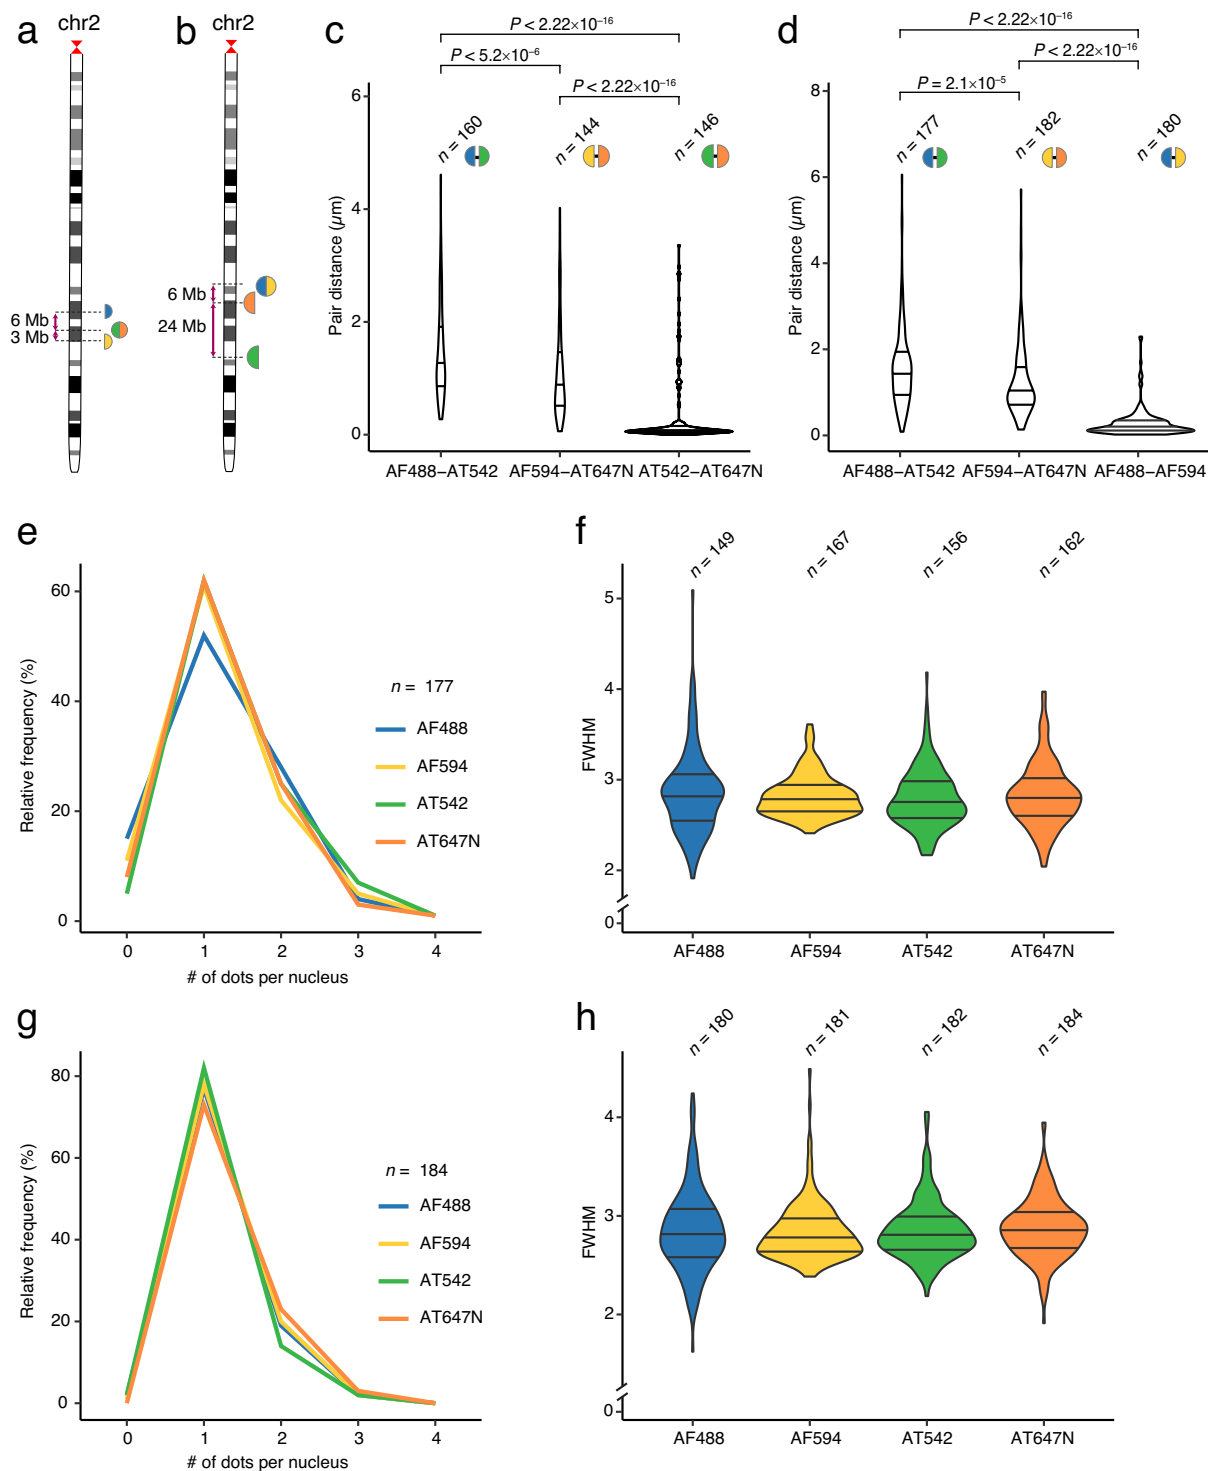 a
chr2
6 Mb
3 Mb
b
chr2
6 Mb
24 Mb
c
P < 2.22×10⁻¹⁶
P < 5.2×10⁻⁶
P < 2.22×10⁻¹⁶
n = 160
n = 144
n = 146
Pair distance (µm)
6
4
2
0
AF488–AT542
AF594–AT647N
AT542–AT647N
d
P < 2.22×10⁻¹⁶
P < 2.22×10⁻¹⁶
P = 2.1×10⁻⁵
n = 177
n = 182
n = 180
Pair distance (µm)
8
6
4
2
0
AF488–AT542
AF594–AT647N
AF488–AF594
e
Relative frequency (%)
60
40
20
0
n = 177
AF488
AF594
AT542
AT647N
0 1 2 3 4
# of dots per nucleus
f
n = 149
n = 167
n = 156
n = 162
FWHM
5
4
3
2
0
AF488
AF594
AT542
AT647N
g
Relative frequency (%)
80
60
40
20
0
n = 184
AF488
AF594
AT542
AT647N
0 1 2 3 4
# of dots per nucleus
h
n = 180
n = 181
n = 182
n = 184
FWHM
4
3
2
0
AF488
AF594
AT542
AT647N